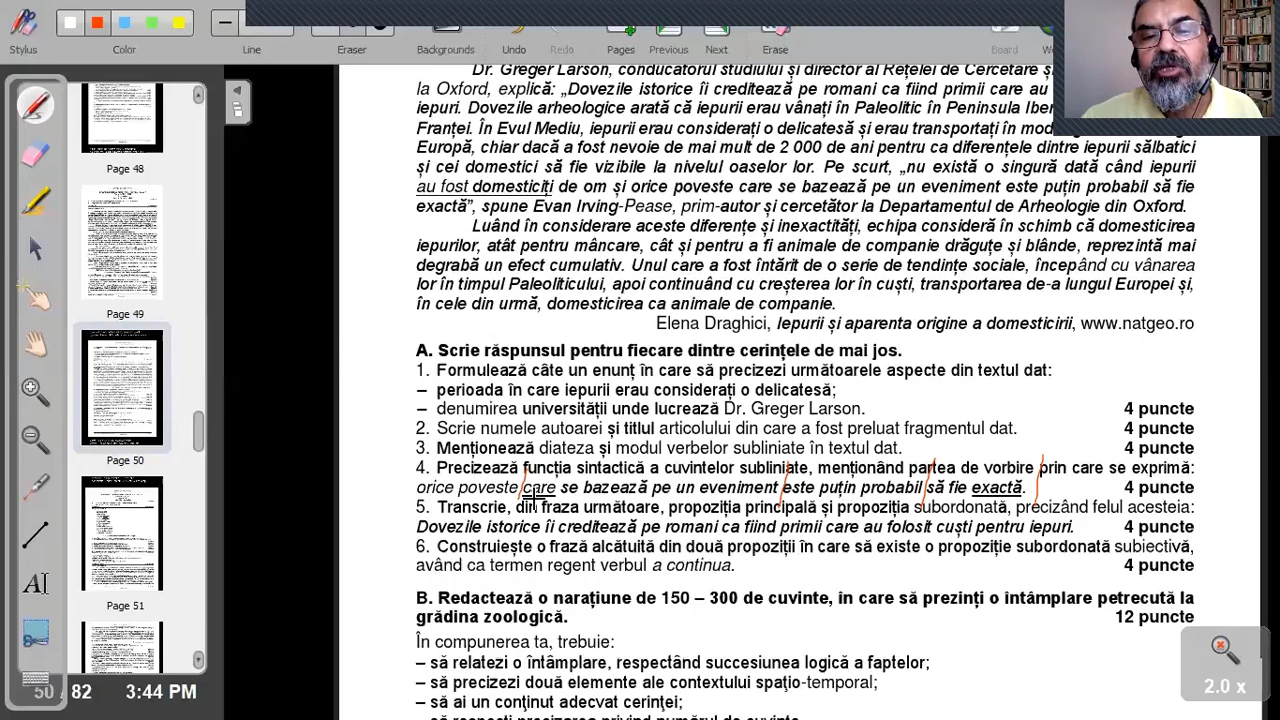 Stylus
Color
Line
Eraser
Backgrounds
Undo
Redo
Pages
Previous
Next
Erase
Board
Page 48
Page 49
Page 50
Page 51
50 / 82
3:44 PM
2.0 x
Dr. Greger Larson, conducătorul studiului și director al Rețelei de Cercetare
la Oxford, explică. „Dovezile istorice îi creditează pe romani ca fiind primii care au
iepuri. Dovezile arheologice arată că iepurii erau vânați în Paleolitic în Peninsula
Franței. În Evul Mediu, iepurii erau considerați o delicatesă și erau transportați în
Europă, chiar dacă a fost nevoie de mai mult de 2 000 de ani pentru ca diferențele dintre iepurii sălbatici
și cei domestici să fie vizibile la nivelul oaselor lor. Pe scurt, „nu există o singură dată când iepurii
au fost domesticiți de om și orice poveste care se bazează pe un eveniment este puțin probabil să fie
exactă”, spune Evan Irving-Pease, prim-autor și cercetător la Departamentul de Arheologie din Oxford.
Luând în considerare aceste diferențe și inexactități, echipa consideră în schimb că domesticirea
iepurilor, atât pentru mâncare, cât și pentru a fi animale de companie drăguțe și blânde, reprezintă mai
degrabă un efect cumulativ. Unul care a fost întărit de o serie de tendințe sociale, începând cu vânarea
lor în timpul Paleoliticului, apoi continuând cu creșterea lor în cuști, transportarea de-a lungul Europei și,
în cele din urmă, domesticirea ca animale de companie.
Elena Draghici, Iepurii și aparenta origine a domesticirii, www.natgeo.ro
A. Scrie răspunsul pentru fiecare dintre cerințele de mai jos.
1. Formulează câte un enunț în care să precizezi următoarele aspecte din textul dat:
– perioada în care iepurii erau considerați o delicatesă;
– denumirea universității unde lucrează Dr. Greger Larson. 4 puncte
2. Scrie numele autoarei și titlul articolului din care a fost preluat fragmentul dat. 4 puncte
3. Menționează diateza și modul verbelor subliniate în textul dat. 4 puncte
4. Precizează funcția sintactică a cuvintelor subliniate, menționând partea de vorbire prin care se exprimă:
orice poveste care se bazează pe un eveniment este puțin probabil să fie exactă. 4 puncte
5. Transcrie, din fraza următoare, propoziția principală și propoziția subordonată, precizând felul acesteia:
Dovezile istorice îi creditează pe romani ca fiind primii care au folosit cuști pentru iepuri. 4 puncte
6. Construiește o frază alcătuită din două propoziții în care să existe o propoziție subordonată subiectivă,
având ca termen regent verbul a continua. 4 puncte
B. Redactează o narațiune de 150 – 300 de cuvinte, în care să prezinți o întâmplare petrecută la
grădina zoologică. 12 puncte
În compunerea ta, trebuie:
– să relatezi o întâmplare, respectând succesiunea logică a faptelor;
– să precizezi două elemente ale contextului spațio-temporal;
– să ai un conținut adecvat cerinței;